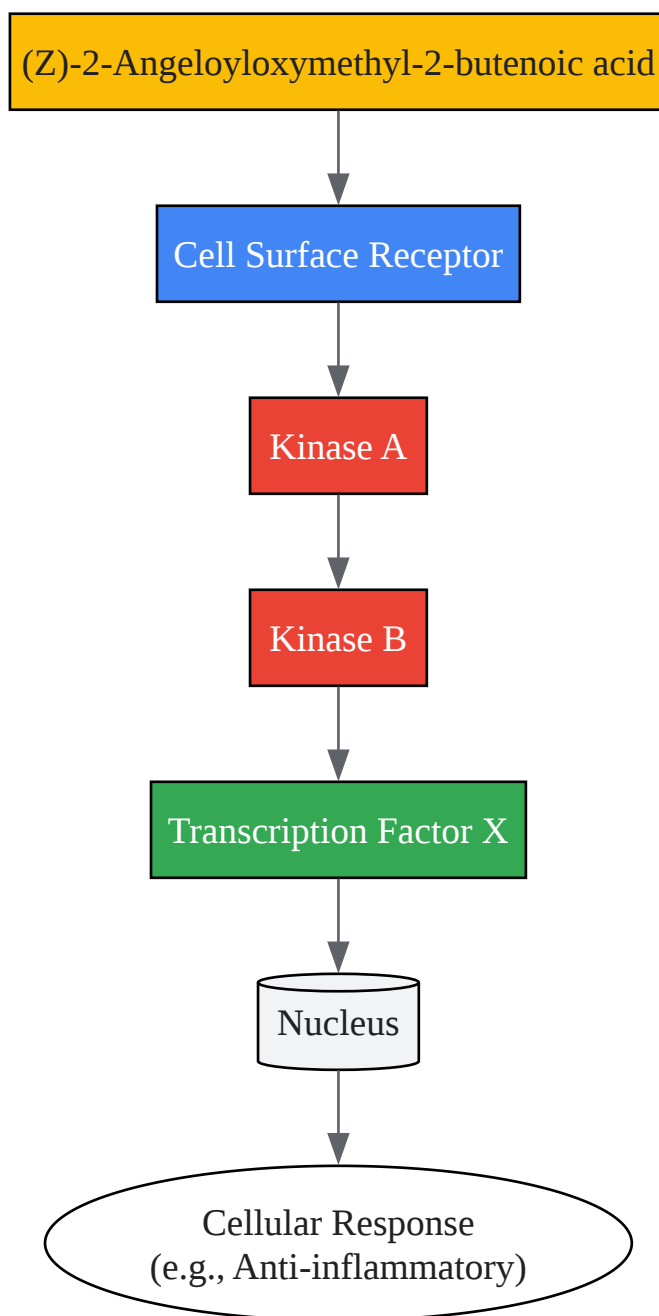 (Z)-2-Angeloyloxymethyl-2-butenoic acid
Cell Surface Receptor
Kinase A
Kinase B
Transcription Factor X
Nucleus
Cellular Response
(e.g., Anti-inflammatory)